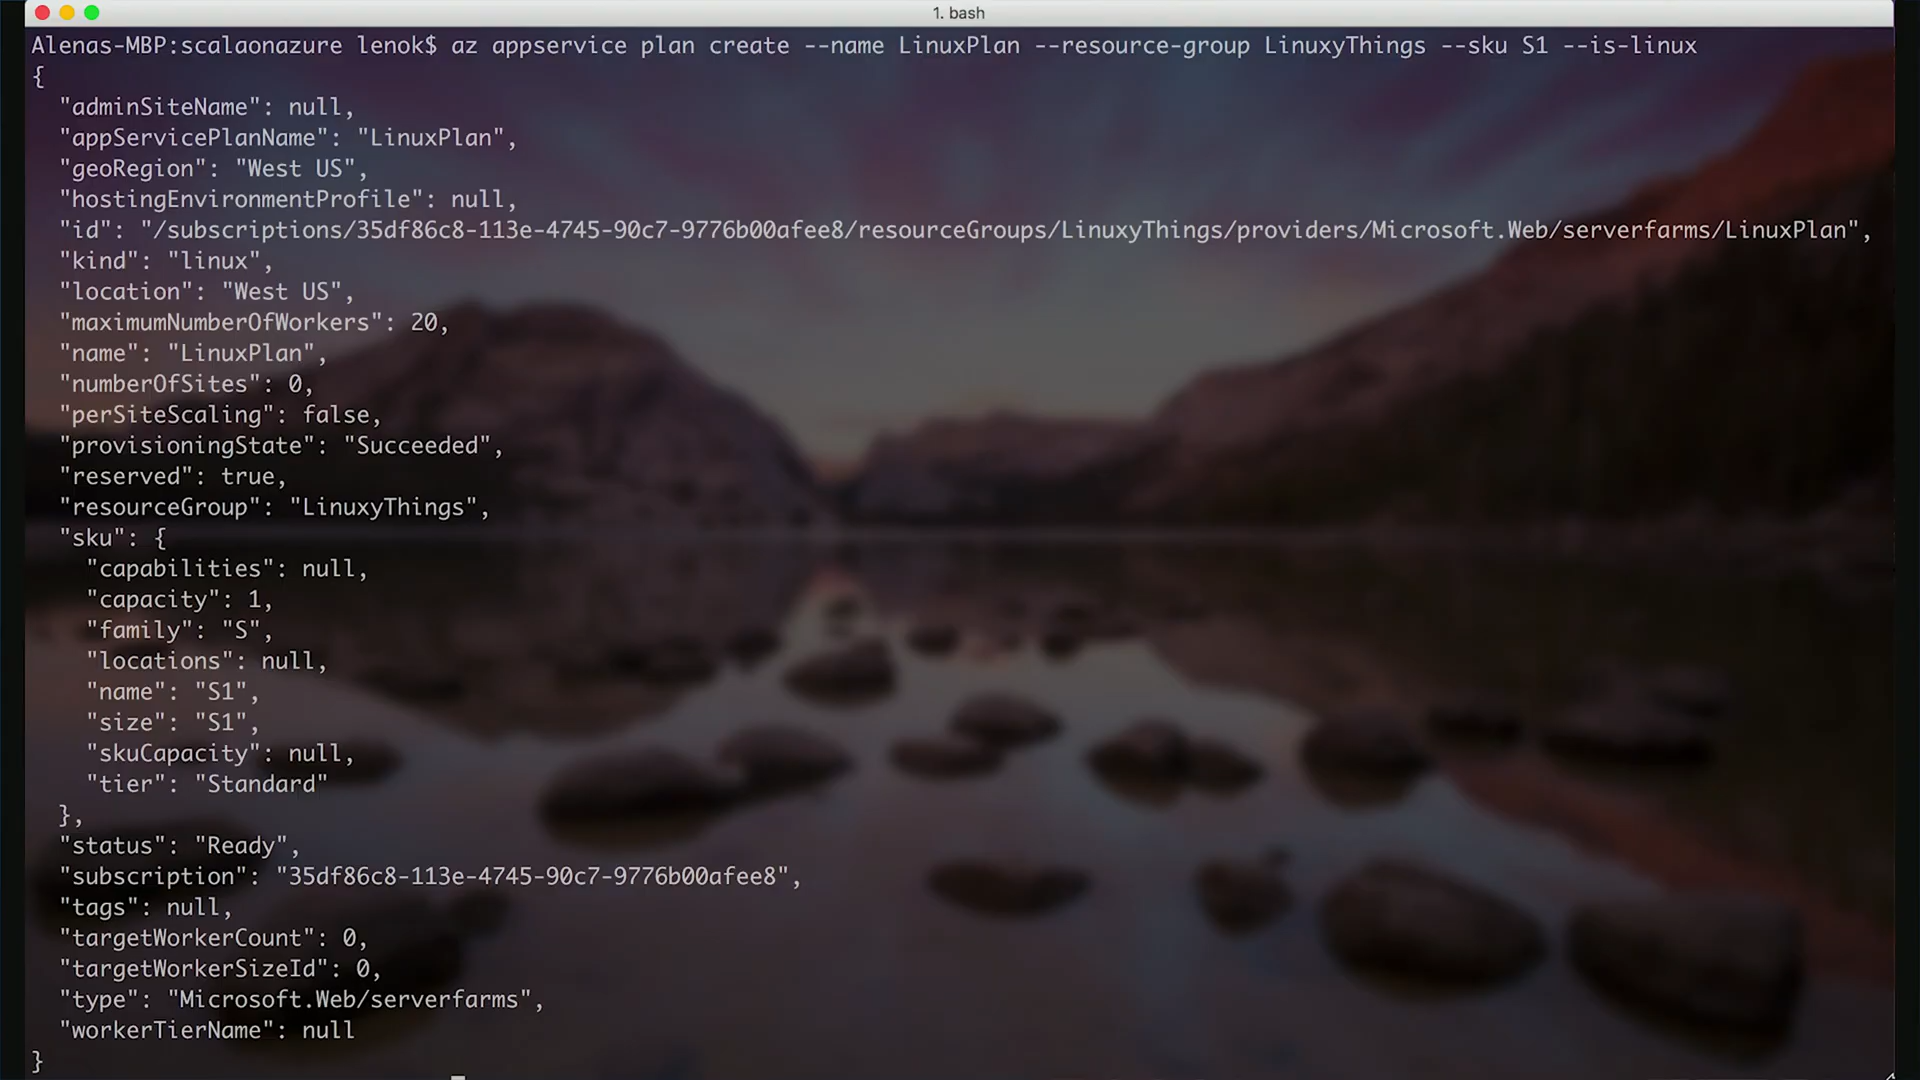 1. bash
Alenas-MBP:scalaonazure lenok$ az appservice plan create --name LinuxPlan --resource-group LinuxyThings --sku S1 --is-linux
{
  "adminSiteName": null,
  "appServicePlanName": "LinuxPlan",
  "geoRegion": "West US",
  "hostingEnvironmentProfile": null,
  "id": "/subscriptions/35df86c8-113e-4745-90c7-9776b00afee8/resourceGroups/LinuxyThings/providers/Microsoft.Web/serverfarms/LinuxPlan",
  "kind": "linux",
  "location": "West US",
  "maximumNumberOfWorkers": 20,
  "name": "LinuxPlan",
  "numberOfSites": 0,
  "perSiteScaling": false,
  "provisioningState": "Succeeded",
  "reserved": true,
  "resourceGroup": "LinuxyThings",
  "sku": {
    "capabilities": null,
    "capacity": 1,
    "family": "S",
    "locations": null,
    "name": "S1",
    "size": "S1",
    "skuCapacity": null,
    "tier": "Standard"
  },
  "status": "Ready",
  "subscription": "35df86c8-113e-4745-90c7-9776b00afee8",
  "tags": null,
  "targetWorkerCount": 0,
  "targetWorkerSizeId": 0,
  "type": "Microsoft.Web/serverfarms",
  "workerTierName": null
}